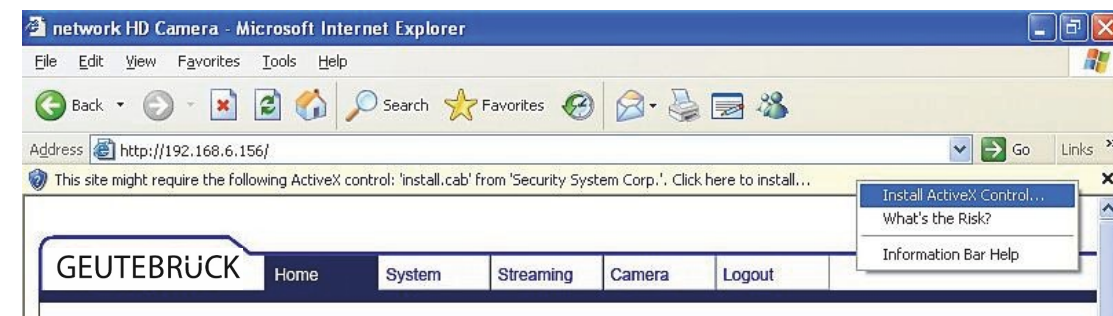 network HD Camera - Microsoft Internet Explorer
File Edit View Favorites Tools Help
Back Search Favorites
Address http://192.168.6.156/ Go Links »
This site might require the following ActiveX control: 'install.cab' from 'Security System Corp.'. Click here to install...
Install ActiveX Control...
What's the Risk?
Information Bar Help
GEUTEBRÜCK Home System Streaming Camera Logout